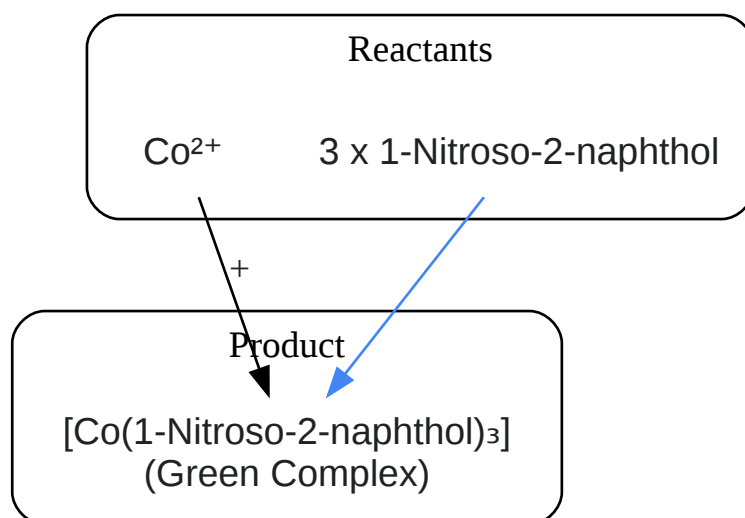 Reactants
Co²⁺
3 x 1-Nitroso-2-naphthol
+
Product
[Co(1-Nitroso-2-naphthol)₃]
(Green Complex)